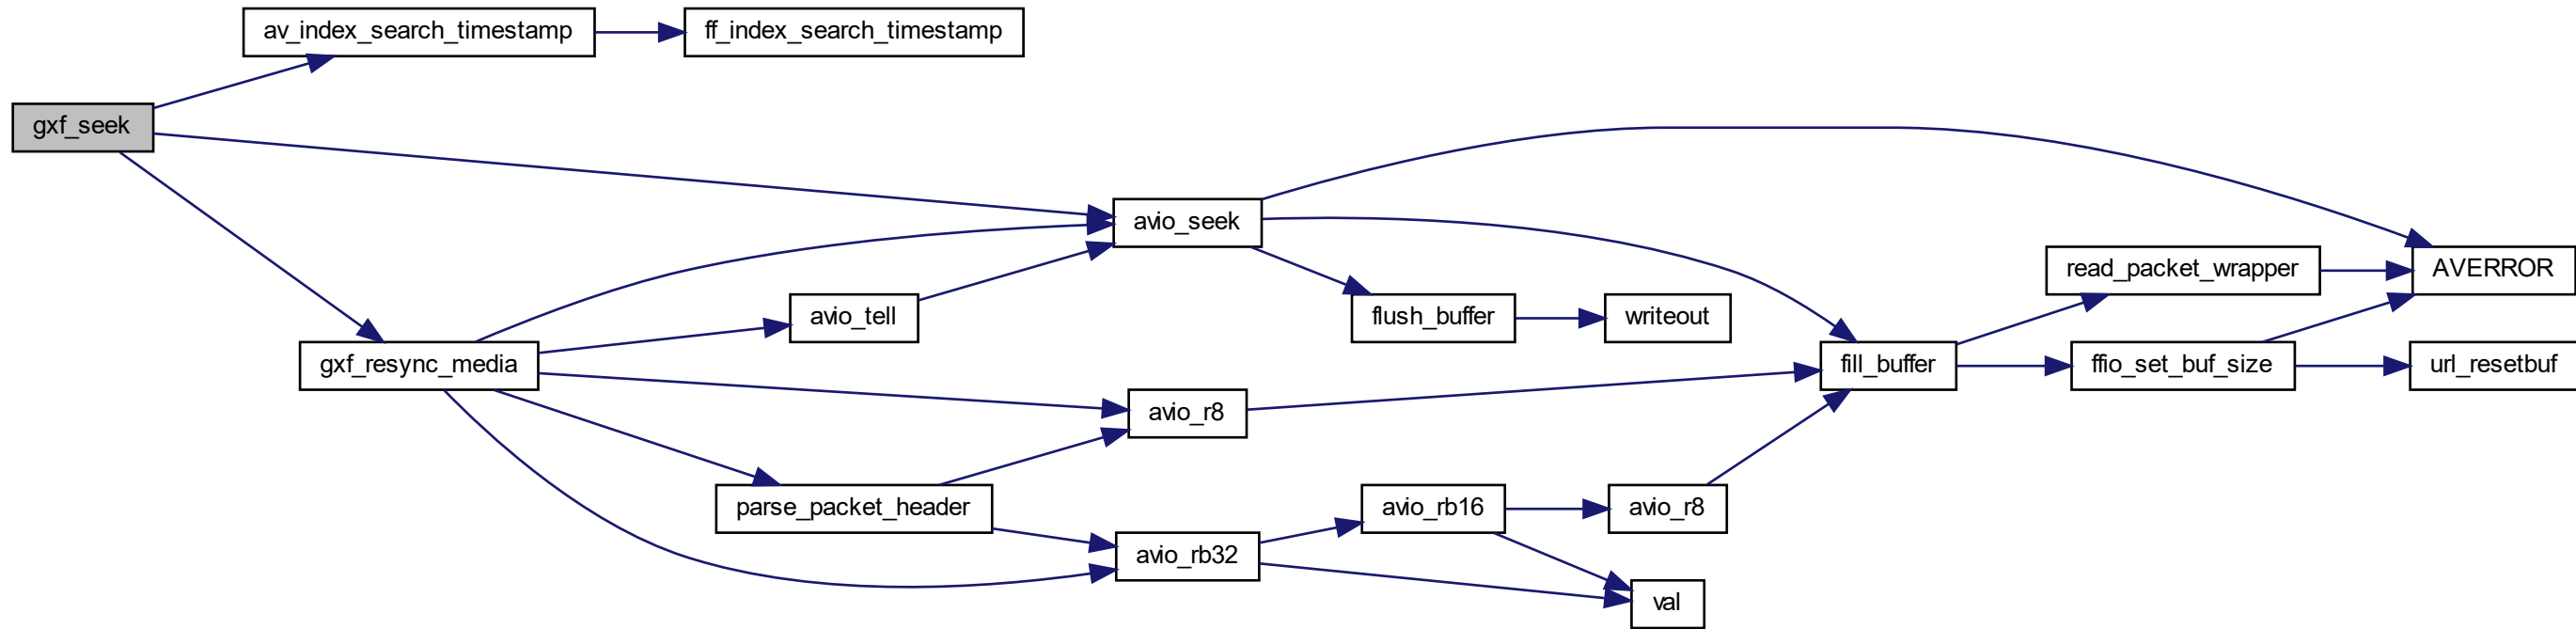 av_index_search_timestamp
ff_index_search_timestamp
gxf_seek
avio_seek
read_packet_wrapper
AVERROR
avio_tell
flush_buffer
writeout
gxf_resync_media
fill_buffer
ffio_set_buf_size
url_resetbuf
avio_r8
parse_packet_header
avio_rb16
avio_r8
avio_rb32
val